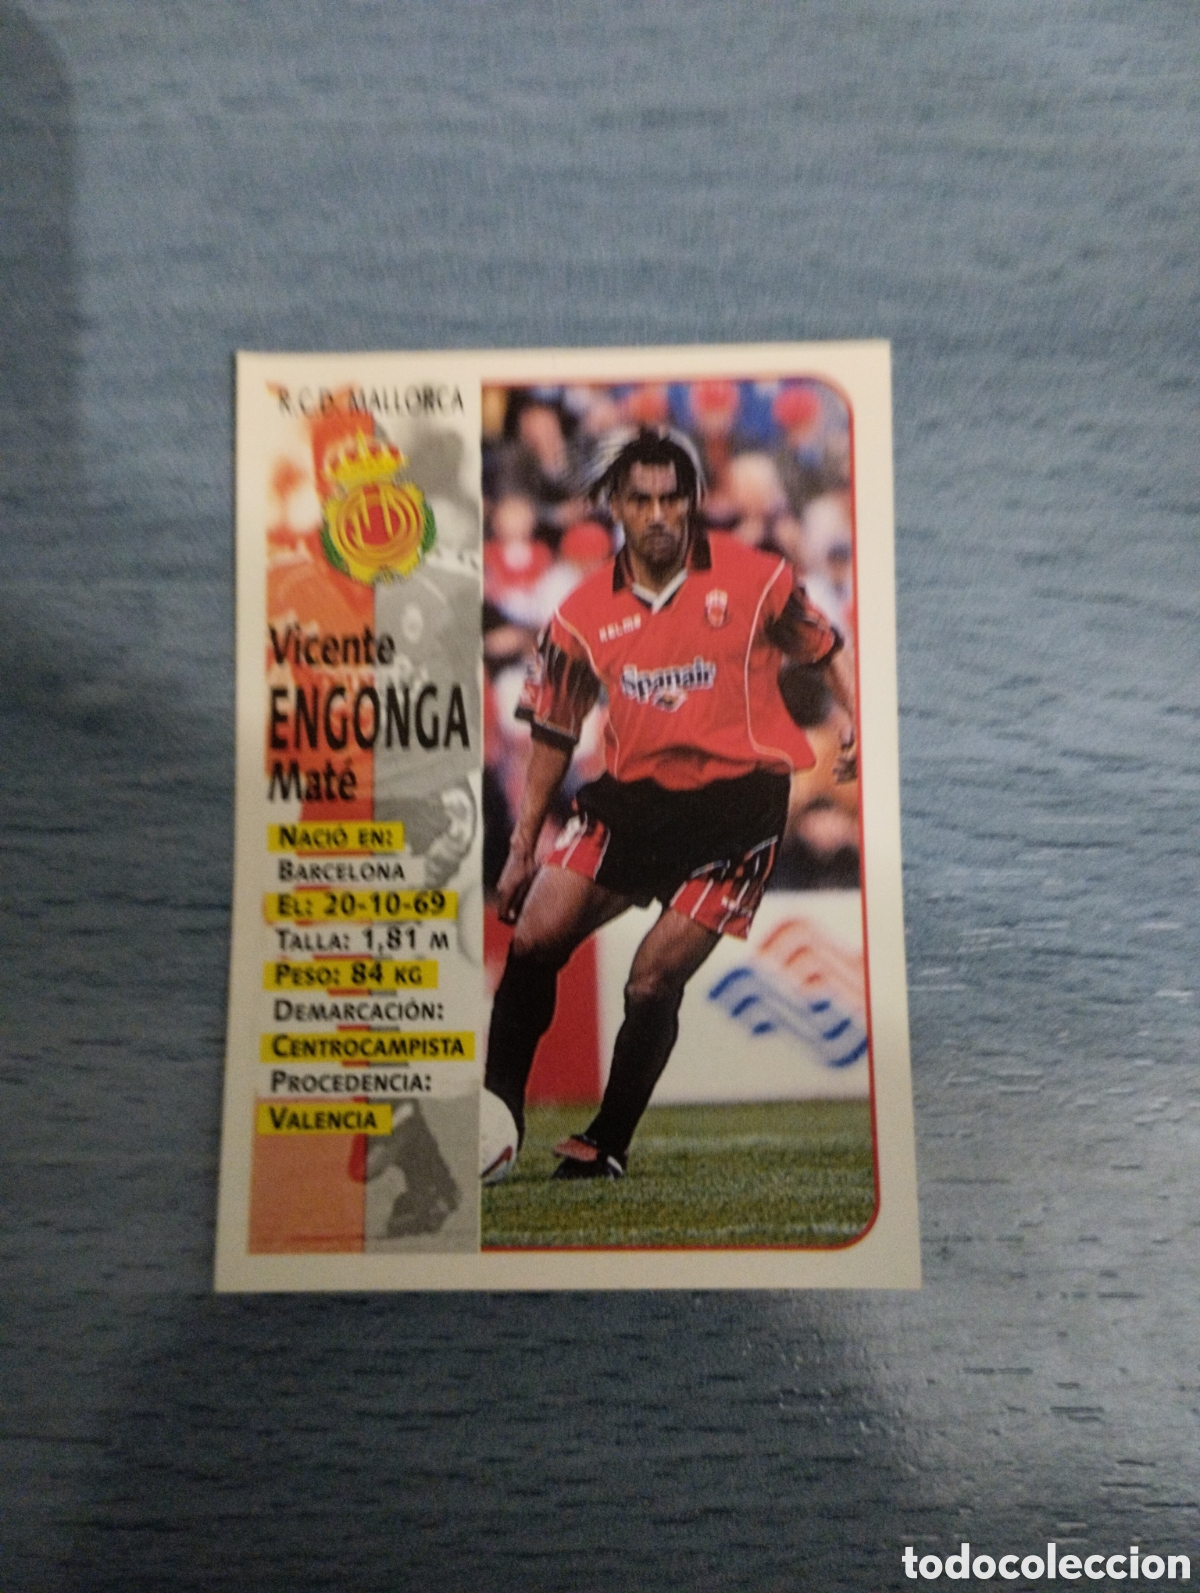 R.C.D. MALLORCA
Vicente
ENGONGA
Maté
NACIÓ EN:
BARCELONA
EL: 20-10-69
TALLA: 1,81 M
PESO: 84 KG
DEMARCACIÓN:
CENTROCAMPISTA
PROCEDENCIA:
VALENCIA
KELME
Spanair
todocoleccion